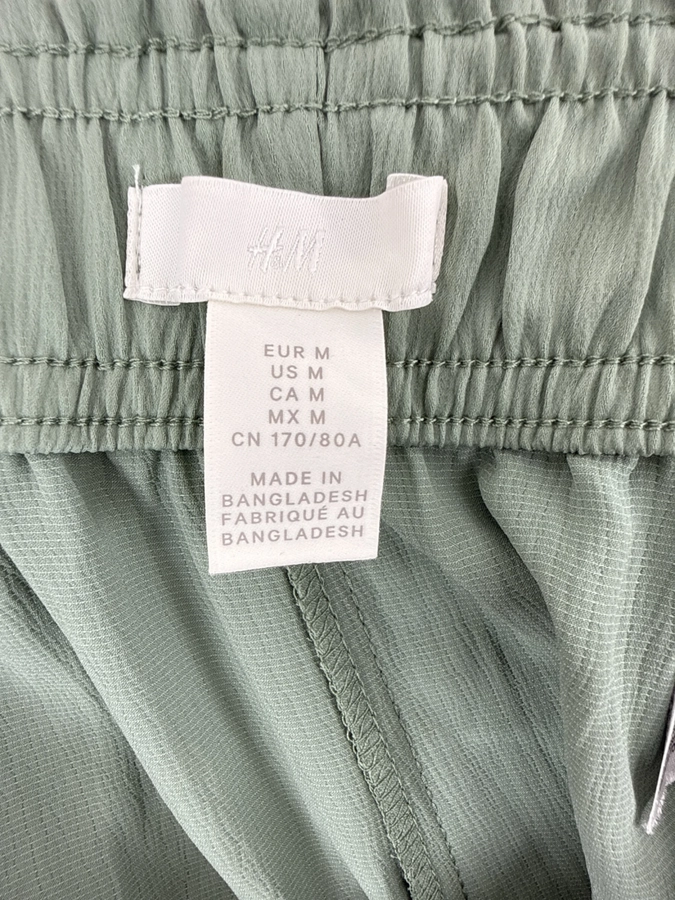 H&M
EUR M
US M
CA M
MX M
CN 170/80A
MADE IN
BANGLADESH
FABRIQUÉ AU
BANGLADESH